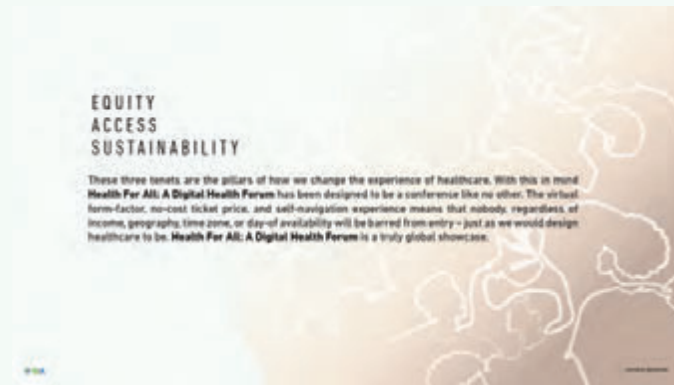 EQUITY
ACCESS
SUSTAINABILITY
These three tenets are the pillars of how we change the experience of healthcare. With this in mind
Health For All: A Digital Health Forum has been designed to be a conference like no other. The virtual
form-factor, no-cost ticket price, and self-navigation experience means that nobody, regardless of
income, geography, time zone, or day-of availability will be barred from entry – just as we would design
healthcare to be. Health For All: A Digital Health Forum is a truly global showcase.